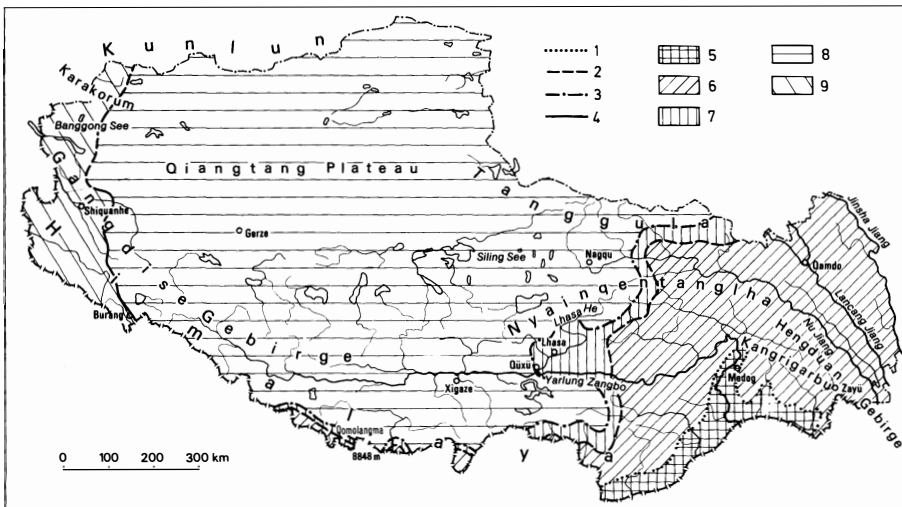 Kunlun
1
2
3
4
5
6
7
8
9
Karakorum
Banggong See
Qiangtang Plateau
Tanggula
Gangdise Gebirge
Shiquanhe
Gerze
Siling See
Nagqu
Jinsha Jiang
Qamdo
Lancang Jiang
Nyainqentanglha
Nu Jiang
Hengduan Gebirge
Kangrigarbuo
Burang
Lhasa He
Lhasa
Qüxü
Yarlung Zangbo
Xigaze
Medog
Zayü
Himalaya
Qomolangma
8848 m
0 100 200 300 km